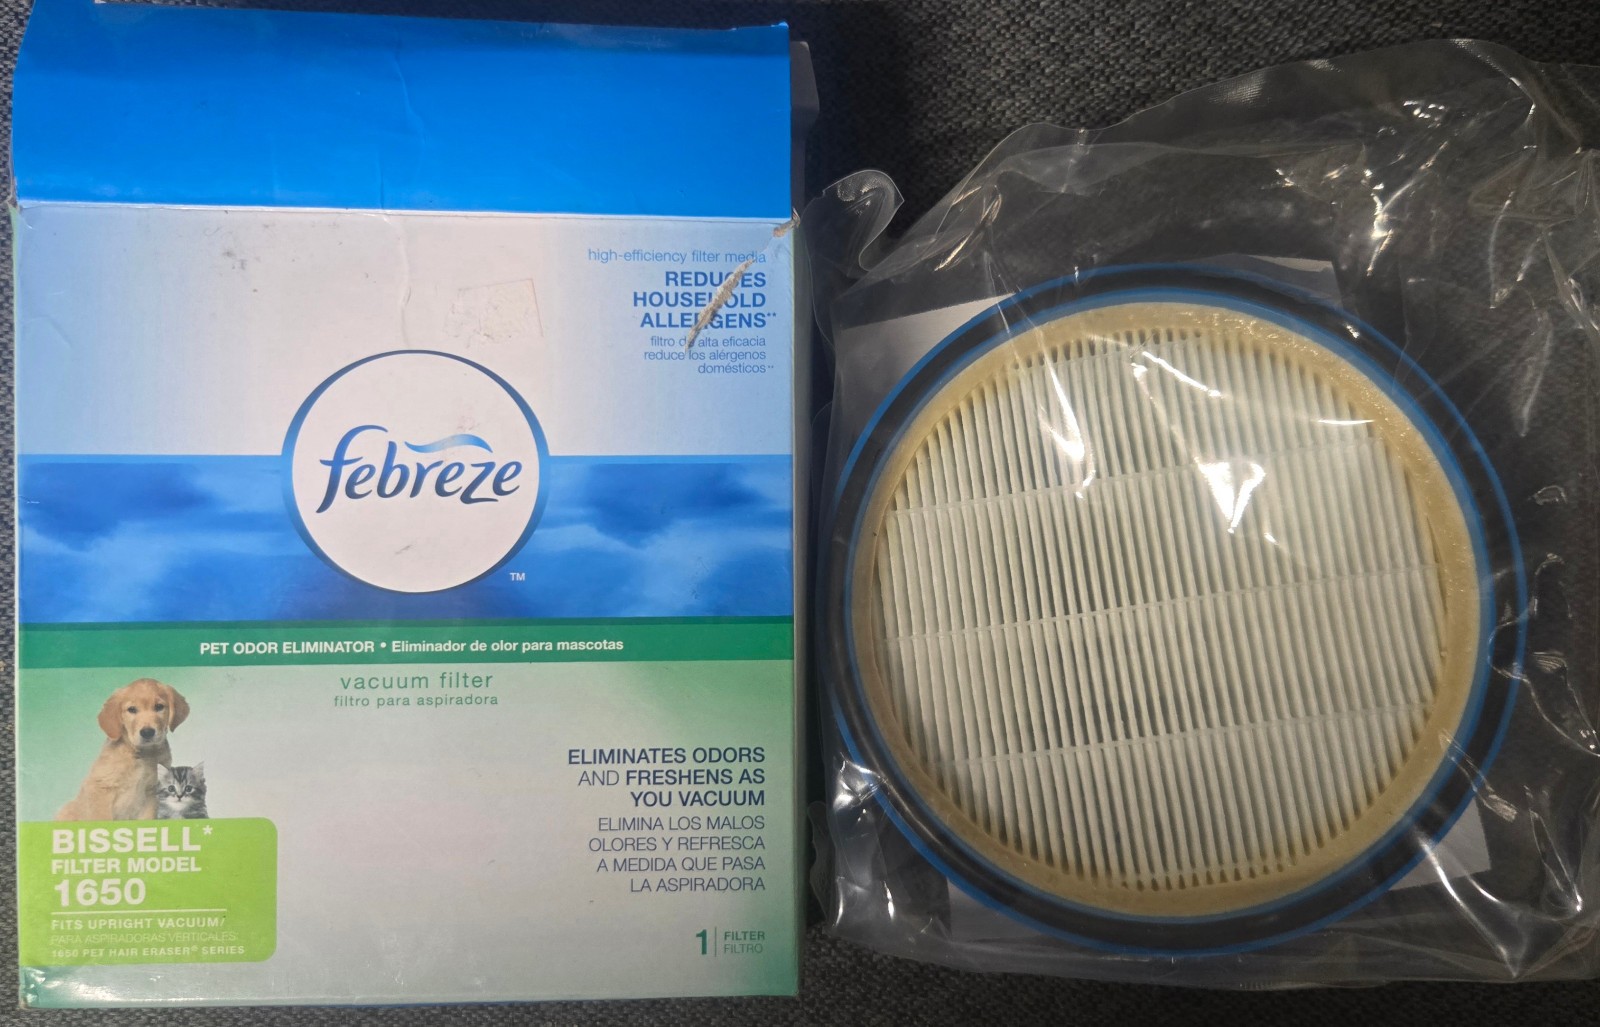 high-efficiency filter media
REDUCES
HOUSEHOLD
ALLERGENS**
filtro de alta eficacia
reduce los alérgenos
domésticos**
febreze
TM
PET ODOR ELIMINATOR • Eliminador de olor para mascotas
vacuum filter
filtro para aspiradora
ELIMINATES ODORS
AND FRESHENS AS
YOU VACUUM
ELIMINA LOS MALOS
OLORES Y REFRESCA
A MEDIDA QUE PASA
LA ASPIRADORA
BISSELL*
FILTER MODEL
1650
FITS UPRIGHT VACUUM/
PARA ASPIRADORAS VERTICALES
1650 PET HAIR ERASER® SERIES
1 FILTER
FILTRO